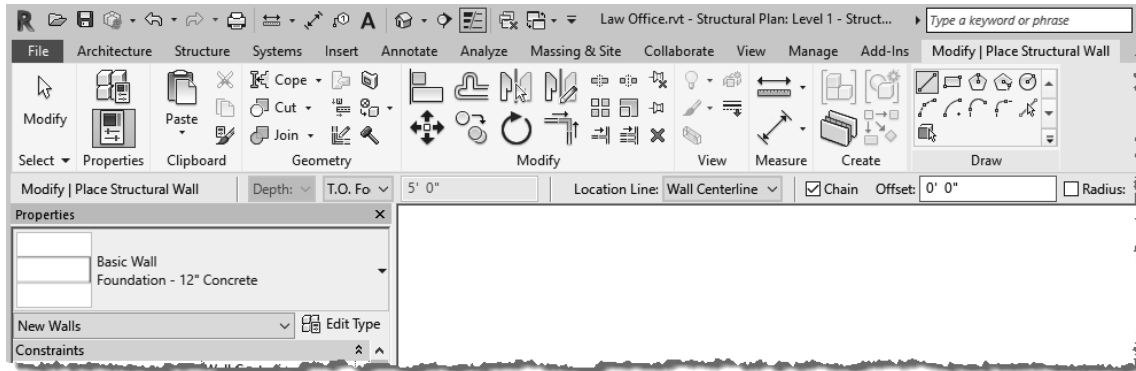 R A Law Office.rvt - Structural Plan: Level 1 - Struct... Type a keyword or phrase
File Architecture Structure Systems Insert Annotate Analyze Massing & Site Collaborate View Manage Add-Ins Modify | Place Structural Wall
Modify Paste Cope
Cut
Join
Select Properties Clipboard Geometry Modify View Measure Create Draw
Modify | Place Structural Wall Depth: T.O. Fo 5' 0" Location Line: Wall Centerline Chain Offset: 0' 0" Radius:
Properties
Basic Wall
Foundation - 12" Concrete
New Walls Edit Type
Constraints